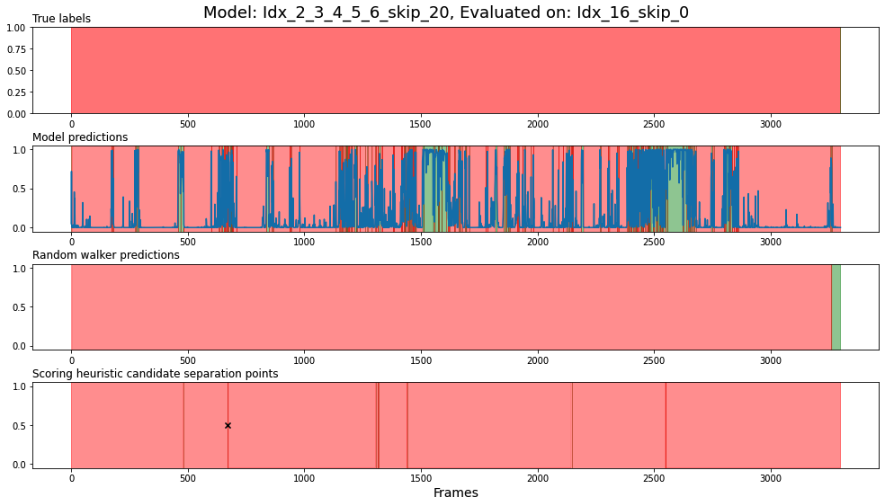 Model: Idx_2_3_4_5_6_skip_20, Evaluated on: Idx_16_skip_0
True labels
1.00
0.75
0.50
0.25
0.00
0 500 1000 1500 2000 2500 3000
Model predictions
1.0
0.5
0.0
0 500 1000 1500 2000 2500 3000
Random walker predictions
1.0
0.5
0.0
0 500 1000 1500 2000 2500 3000
Scoring heuristic candidate separation points
1.0
0.5
0.0
0 500 1000 1500 2000 2500 3000
Frames